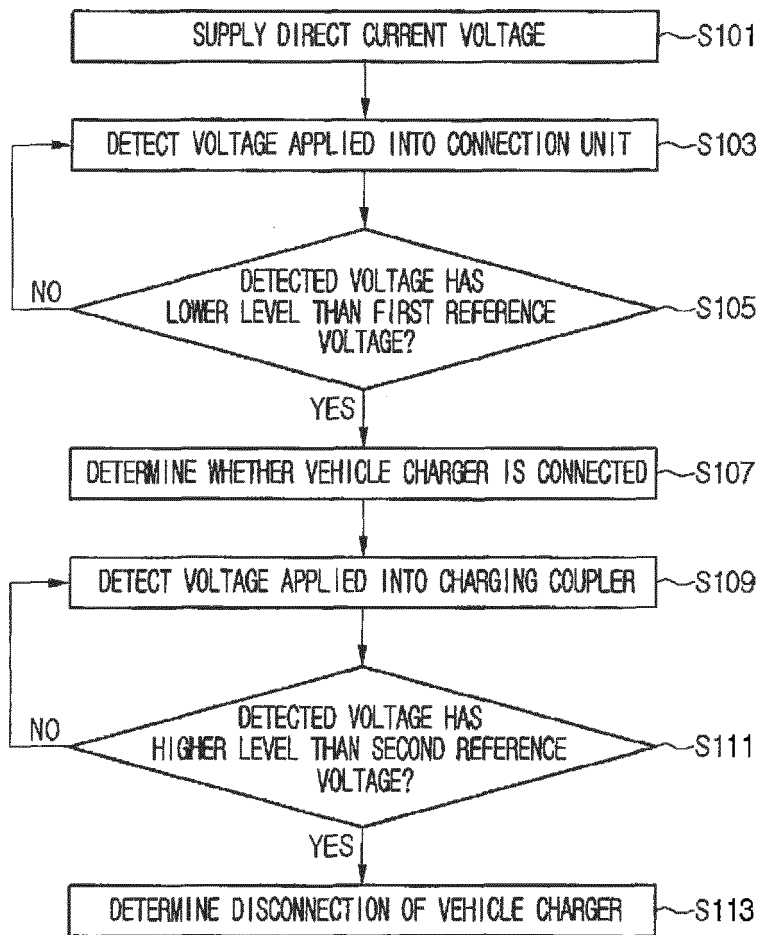 SUPPLY DIRECT CURRENT VOLTAGE
S101
DETECT VOLTAGE APPLIED INTO CONNECTION UNIT
S103
DETECTED VOLTAGE HAS
LOWER LEVEL THAN FIRST REFERENCE
VOLTAGE?
S105
NO
YES
DETERMINE WHETHER VEHICLE CHARGER IS CONNECTED
S107
DETECT VOLTAGE APPLIED INTO CHARGING COUPLER
S109
DETECTED VOLTAGE HAS
HIGHER LEVEL THAN SECOND REFERENCE
VOLTAGE?
S111
NO
YES
DETERMINE DISCONNECTION OF VEHICLE CHARGER
S113